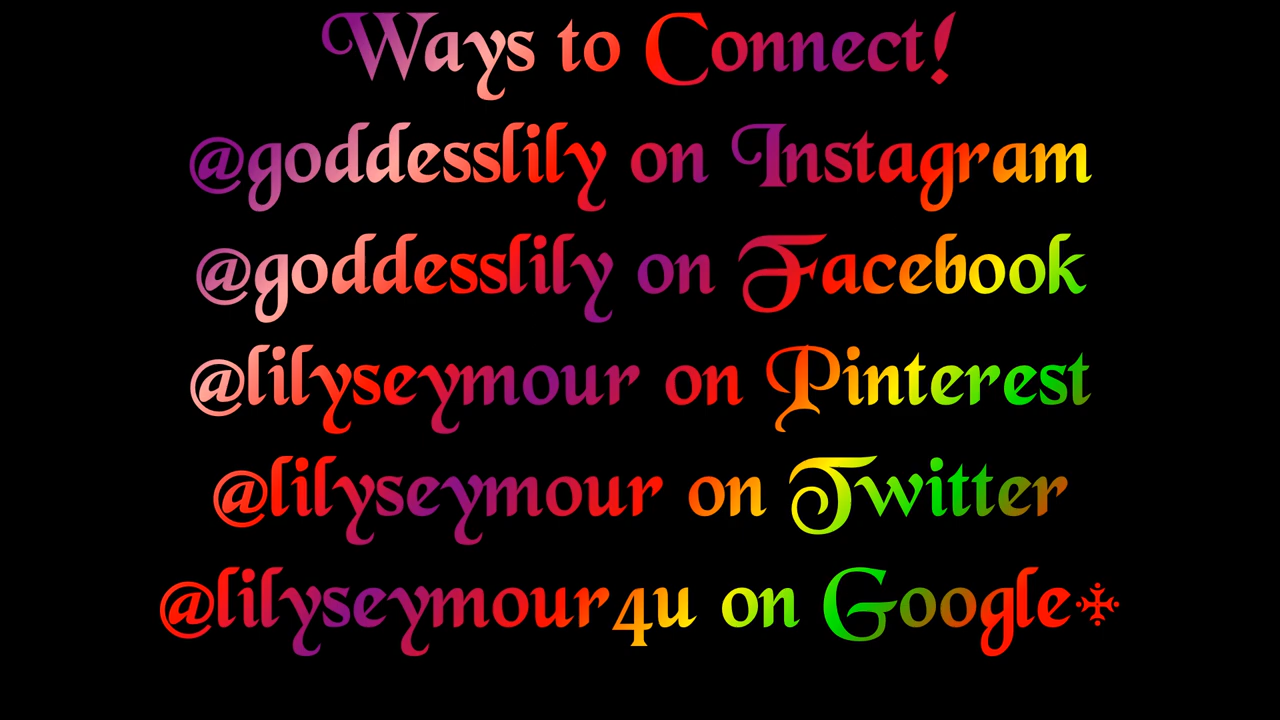 Ways to Connect!
@goddesslily on Instagram
@goddesslily on Facebook
@lilyseymour on Pinterest
@lilyseymour on Twitter
@lilyseymour4u on Google+